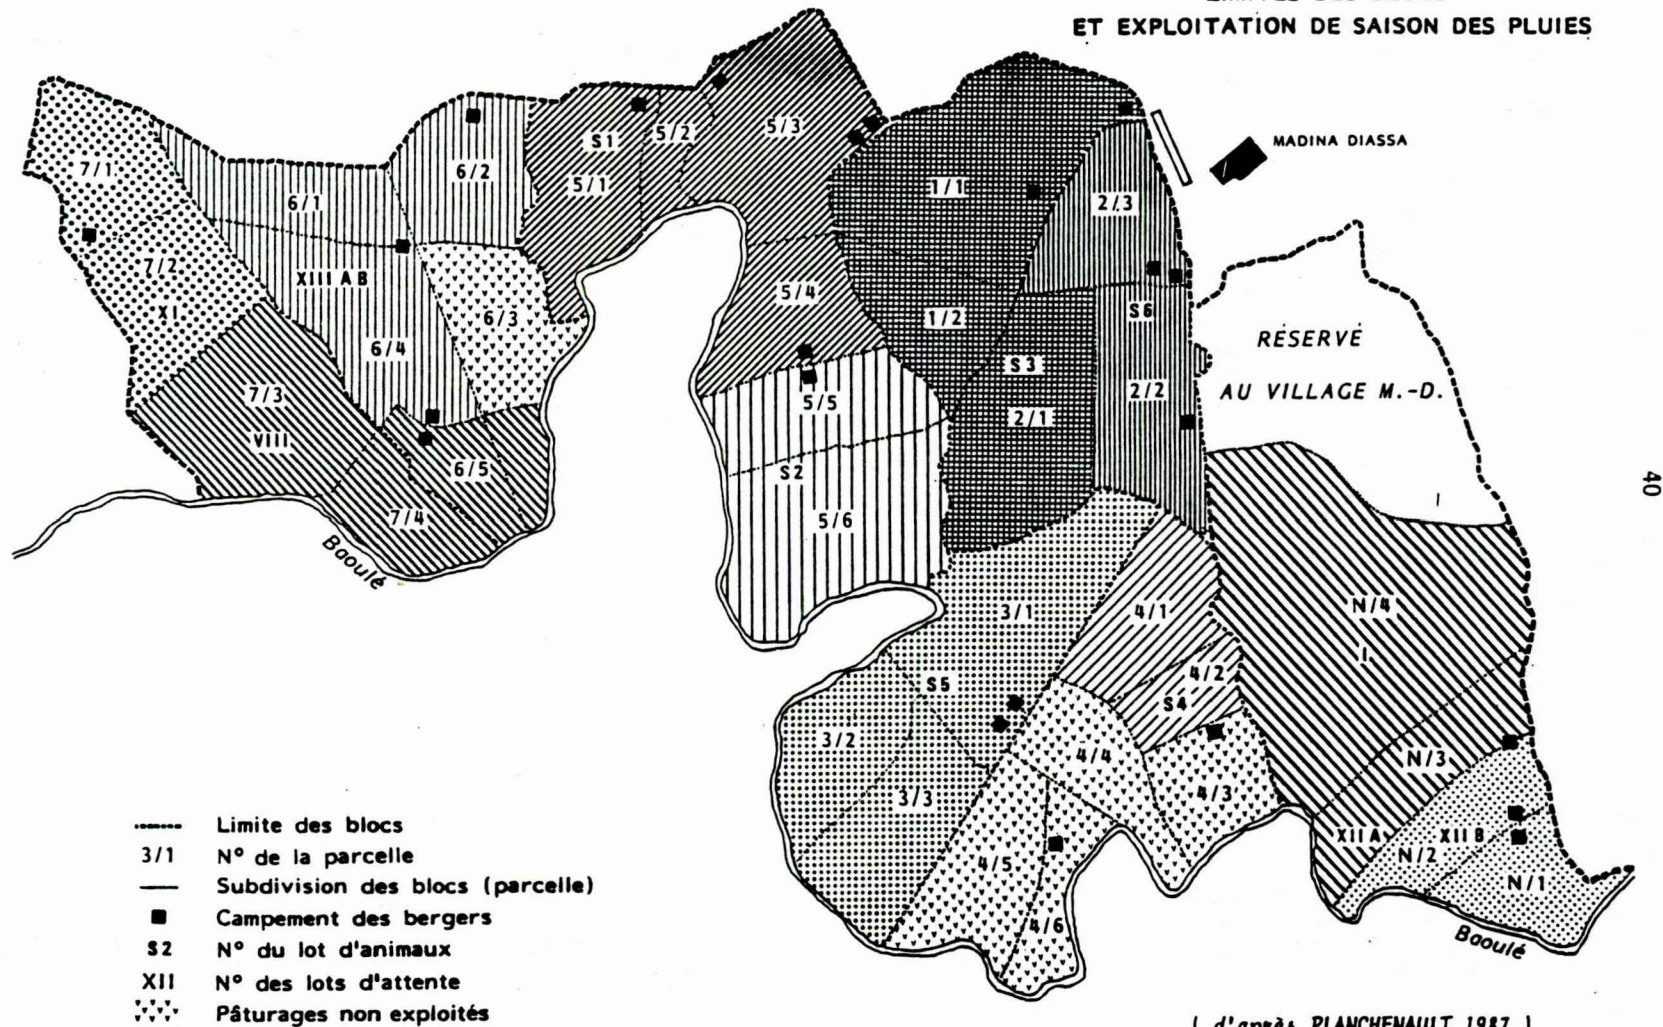 ET EXPLOITATION DE SAISON DES PLUIES
MADINA DIASSA
RÉSERVÉ
AU VILLAGE M.-D.
7/1
7/2
XI
7/3
VIII
7/4
6/1
6/2
XIII A B
6/3
6/4
6/5
S1
5/1
5/2
5/3
5/4
5/5
S2
5/6
1/1
1/2
2/3
S6
2/2
S3
2/1
3/1
S5
3/2
3/3
4/1
4/2
S4
4/4
4/3
4/5
4/6
N/4
I
N/3
XII A
XII B
N/2
N/1
Baoulé
Baoulé
40
Limite des blocs
3/1 N° de la parcelle
Subdivision des blocs (parcelle)
Campement des bergers
S2 N° du lot d'animaux
XII N° des lots d'attente
Pâturages non exploités
( d'après PLANCHENAULT 1987 )